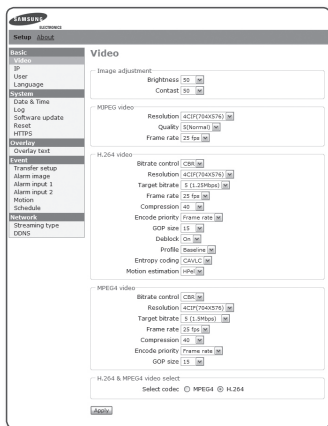 SAMSUNG
ELECTRONICS
Setup About
Basic
Video
IP
User
Language
System
Date & Time
Log
Software update
Reset
HTTPS
Overlay
Overlay text
Event
Transfer setup
Alarm image
Alarm input 1
Alarm input 2
Motion
Schedule
Network
Streaming type
DDNS
Video
Image adjustment
Brightness 50
Contast 50
MPEG video
Resolution 4CIF(704X576)
Quality 5(Normal)
Frame rate 25 fps
H.264 video
Bitrate control CBR
Resolution 4CIF(704X576)
Target bitrate 5 (1.25Mbps)
Frame rate 25 fps
Compression 40
Encode priority Frame rate
GOP size 15
Deblock On
Profile Baseline
Entropy coding CAVLC
Motion estimation HPel
MPEG4 video
Bitrate control CBR
Resolution 4CIF(704X576)
Target bitrate 5 (1.5Mbps)
Frame rate 25 fps
Compression 40
Encode priority Frame rate
GOP size 15
H.264 & MPEG4 video select
Select codec MPEG4 H.264
Apply